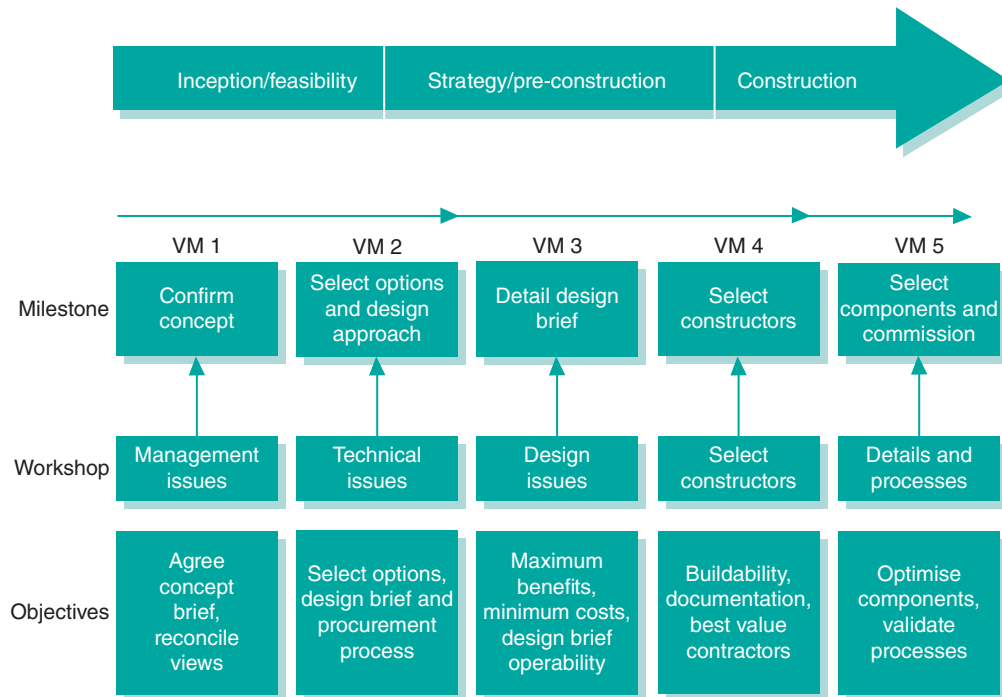 Inception/feasibility
Strategy/pre-construction
Construction
VM 1
VM 2
VM 3
VM 4
VM 5
Milestone
Confirm
concept
Select options
and design
approach
Detail design
brief
Select
constructors
Select
components and
commission
Workshop
Management
issues
Technical
issues
Design
issues
Select
constructors
Details and
processes
Objectives
Agree
concept
brief,
reconcile
views
Select options,
design brief and
procurement
process
Maximum
benefits,
minimum costs,
design brief
operability
Buildability,
documentation,
best value
contractors
Optimise
components,
validate
processes